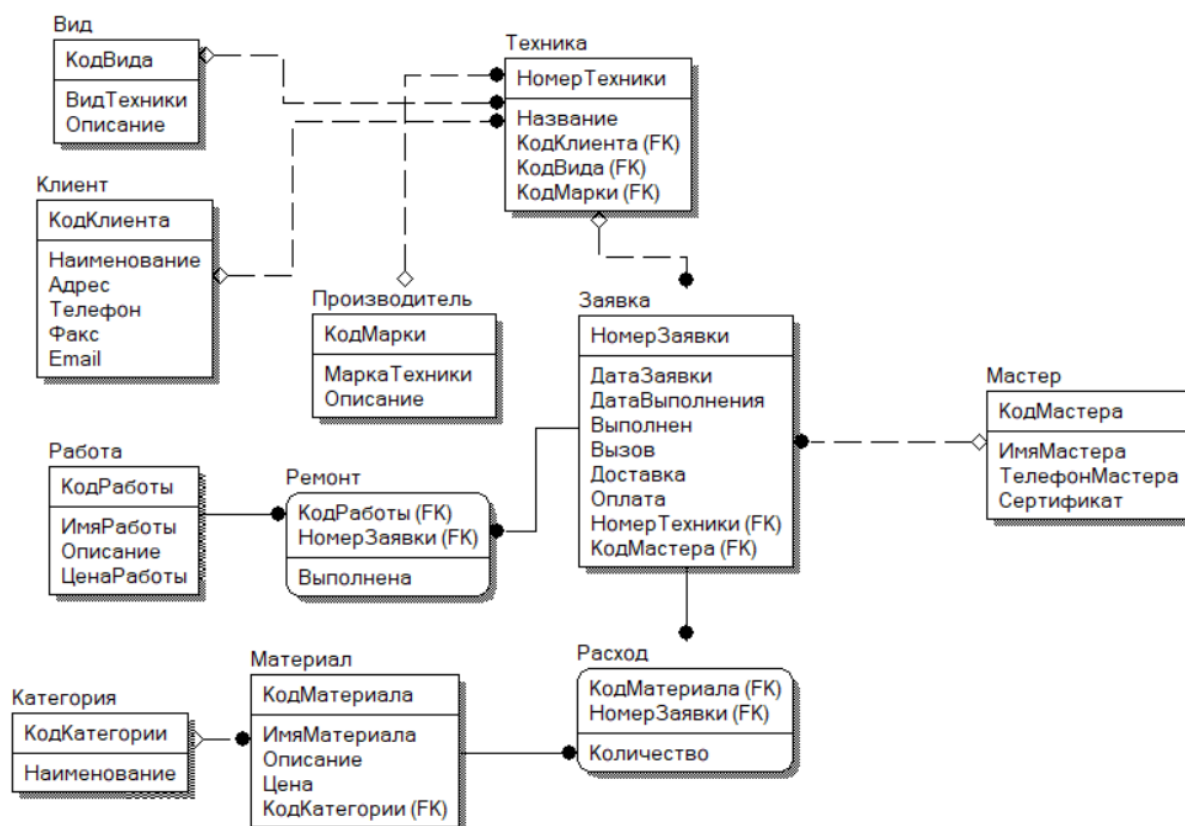 Вид
КодВида
ВидТехники
Описание
Техника
НомерТехники
Название
КодКлиента (FK)
КодВида (FK)
КодМарки (FK)
Клиент
КодКлиента
Наименование
Адрес
Телефон
Факс
Email
Производитель
КодМарки
МаркаТехники
Описание
Заявка
НомерЗаявки
ДатаЗаявки
ДатаВыполнения
Выполнен
Вызов
Доставка
Оплата
НомерТехники (FK)
КодМастера (FK)
Мастер
КодМастера
ИмяМастера
ТелефонМастера
Сертификат
Работа
КодРаботы
ИмяРаботы
Описание
ЦенаРаботы
Ремонт
КодРаботы (FK)
НомерЗаявки (FK)
Выполнена
Категория
КодКатегории
Наименование
Материал
КодМатериала
ИмяМатериала
Описание
Цена
КодКатегории (FK)
Расход
КодМатериала (FK)
НомерЗаявки (FK)
Количество